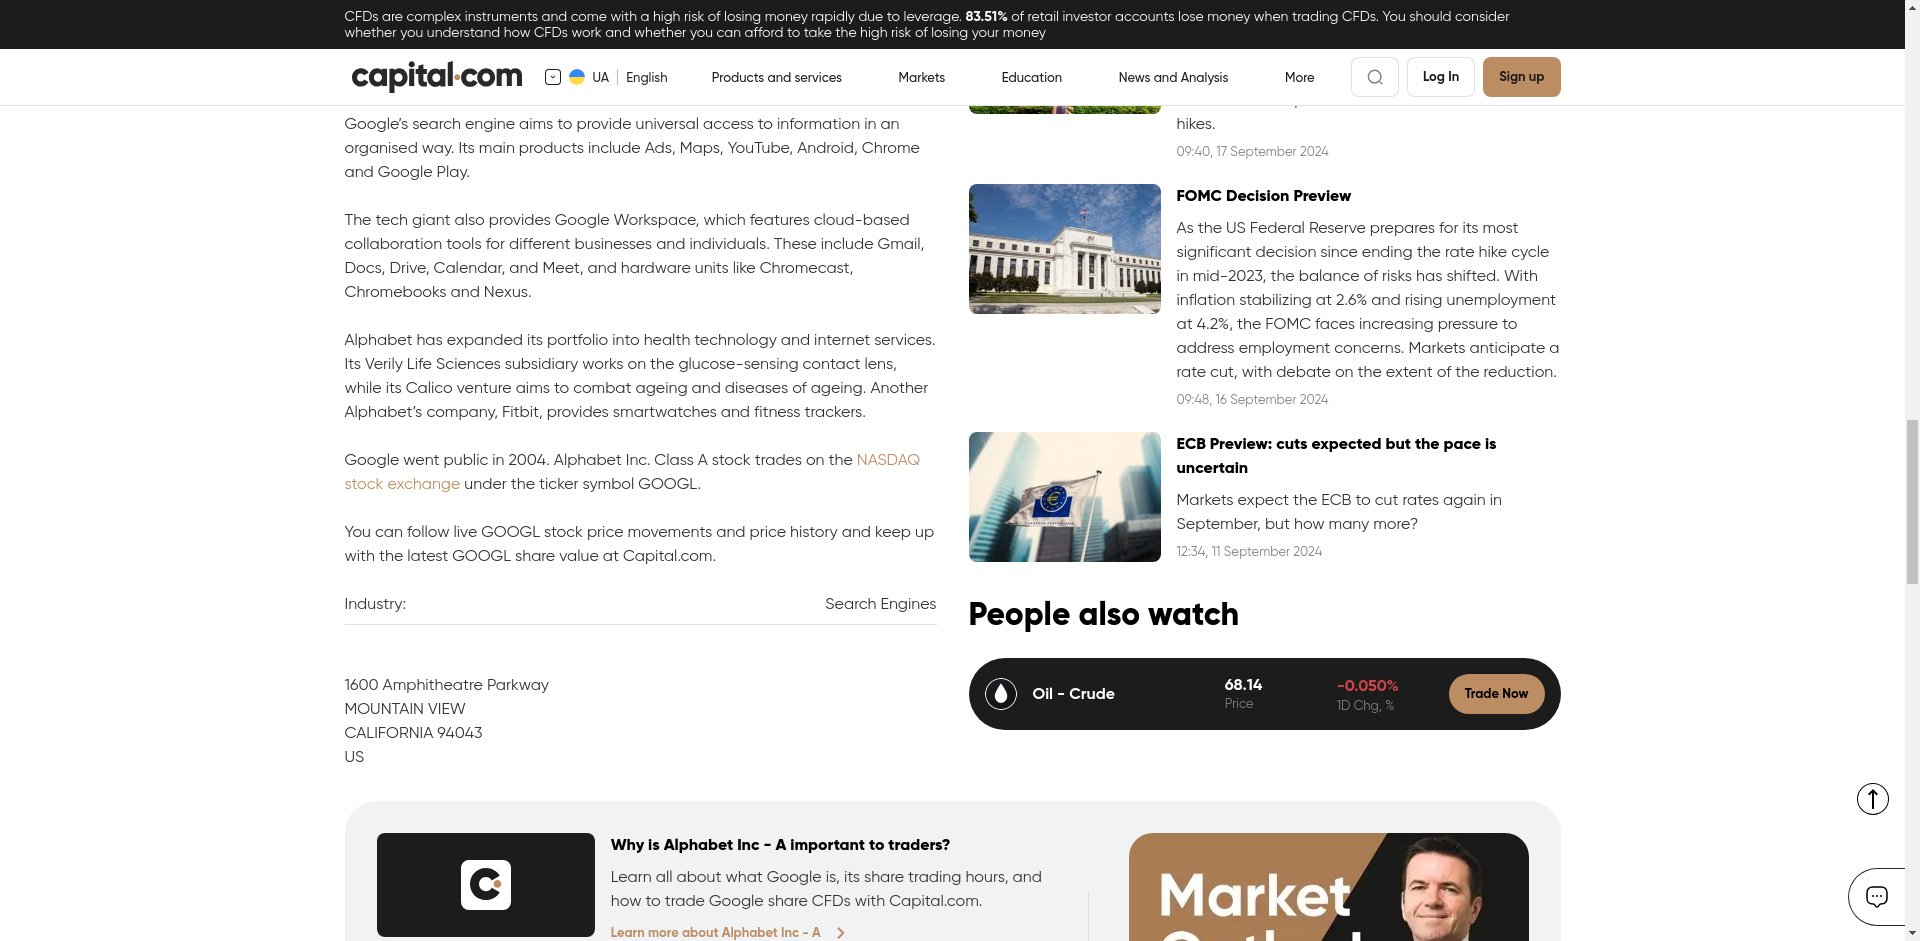 CFDs are complex instruments and come with a high risk of losing money rapidly due to leverage. 83.51% of retail investor accounts lose money when trading CFDs. You should consider
whether you understand how CFDs work and whether you can afford to take the high risk of losing your money
capital.com
UA
English
Products and services
Markets
Education
News and Analysis
More
Log In
Sign up
Google's search engine aims to provide universal access to information in an
organised way. Its main products include Ads, Maps, YouTube, Android, Chrome
and Google Play.
The tech giant also provides Google Workspace, which features cloud-based
collaboration tools for different businesses and individuals. These include Gmail,
Docs, Drive, Calendar, and Meet, and hardware units like Chromecast,
Chromebooks and Nexus.
Alphabet has expanded its portfolio into health technology and internet services.
Its Verily Life Sciences subsidiary works on the glucose-sensing contact lens,
while its Calico venture aims to combat ageing and diseases of ageing. Another
Alphabet's company, Fitbit, provides smartwatches and fitness trackers.
Google went public in 2004. Alphabet Inc. Class A stock trades on the NASDAQ
stock exchange under the ticker symbol GOOGL.
You can follow live GOOGL stock price movements and price history and keep up
with the latest GOOGL share value at Capital.com.
Industry:
Search Engines
1600 Amphitheatre Parkway
MOUNTAIN VIEW
CALIFORNIA 94043
US
hikes.
09:40, 17 September 2024
FOMC Decision Preview
As the US Federal Reserve prepares for its most
significant decision since ending the rate hike cycle
in mid-2023, the balance of risks has shifted. With
inflation stabilizing at 2.6% and rising unemployment
at 4.2%, the FOMC faces increasing pressure to
address employment concerns. Markets anticipate a
rate cut, with debate on the extent of the reduction.
09:48, 16 September 2024
ECB Preview: cuts expected but the pace is
uncertain
Markets expect the ECB to cut rates again in
September, but how many more?
12:34, 11 September 2024
People also watch
Oil - Crude
68.14
Price
-0.050%
1D Chg, %
Trade Now
Why is Alphabet Inc - A important to traders?
Learn all about what Google is, its share trading hours, and
how to trade Google share CFDs with Capital.com.
Learn more about Alphabet Inc - A
Market